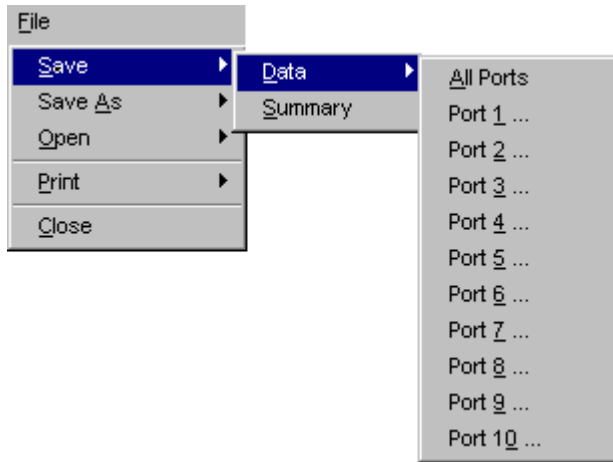 File
Save
Save As
Open
Print
Close
Data
Summary
All Ports
Port 1 ...
Port 2 ...
Port 3 ...
Port 4 ...
Port 5 ...
Port 6 ...
Port 7 ...
Port 8 ...
Port 9 ...
Port 10 ...